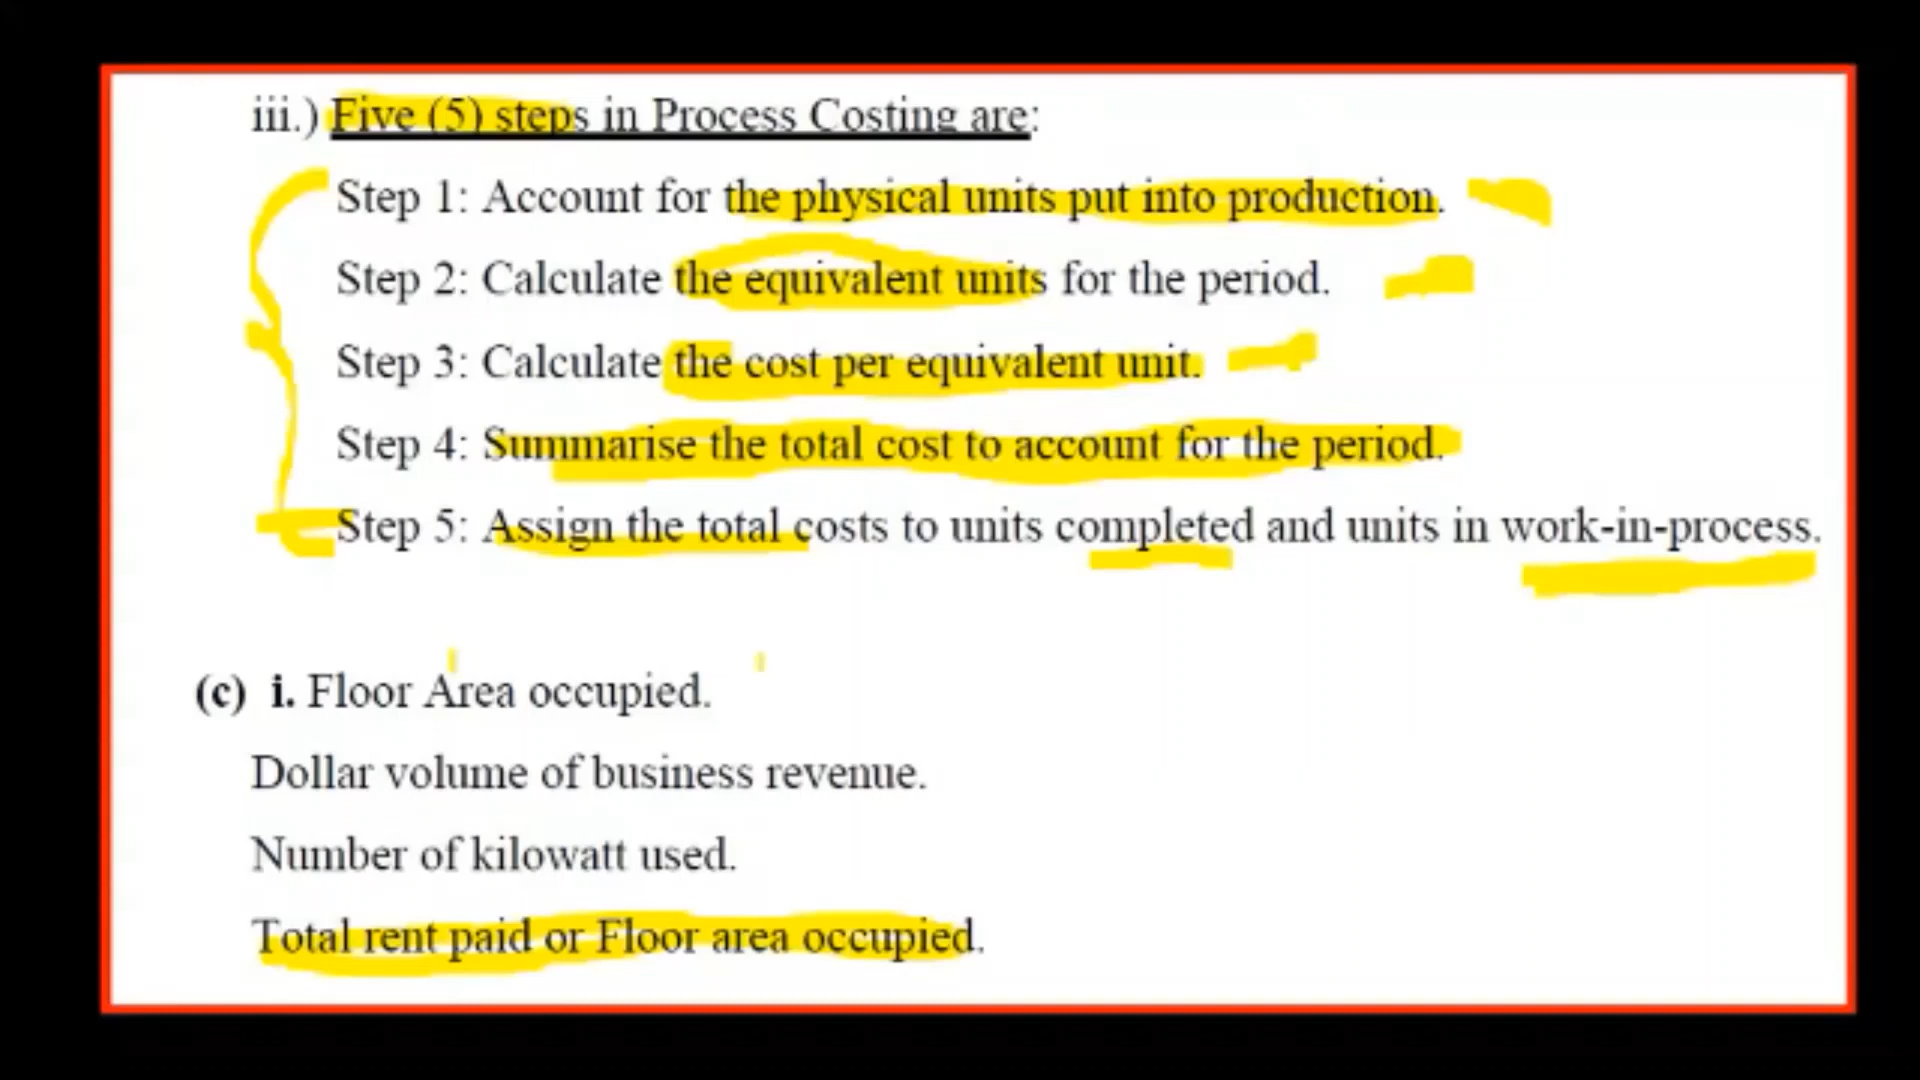 iii.) Five (5) steps in Process Costing are:
Step 1: Account for the physical units put into production.
Step 2: Calculate the equivalent units for the period.
Step 3: Calculate the cost per equivalent unit.
Step 4: Summarise the total cost to account for the period.
Step 5: Assign the total costs to units completed and units in work-in-process.
(c) i. Floor Area occupied.
Dollar volume of business revenue.
Number of kilowatt used.
Total rent paid or Floor area occupied.